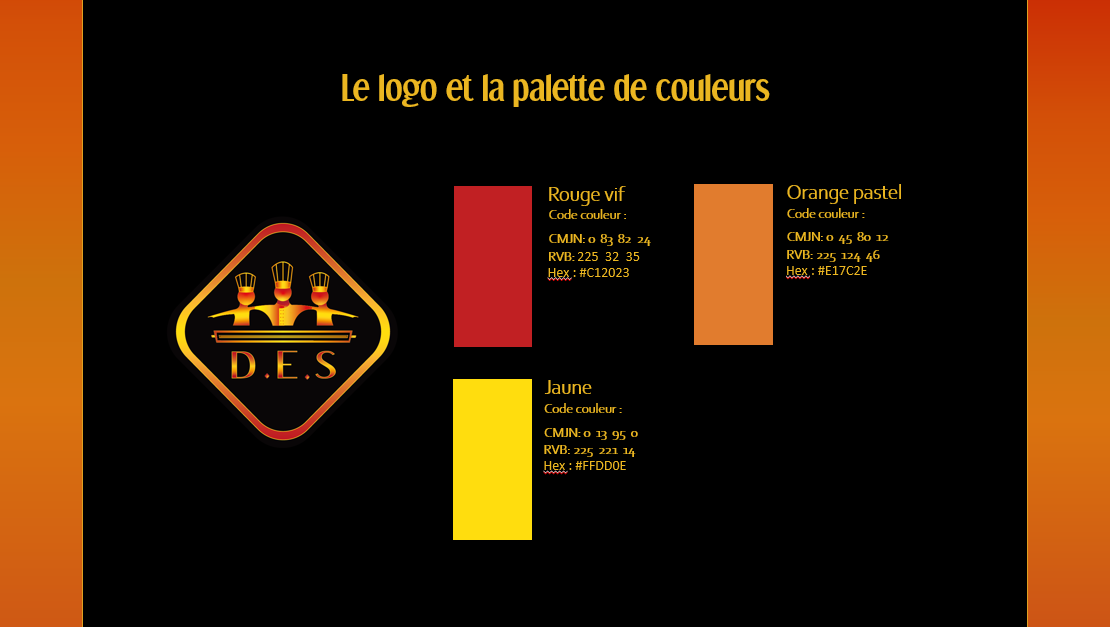 Le logo et la palette de couleurs
Rouge vif
Code couleur :
CMJN: 0 83 82 24
RVB: 225 32 35
Hex : #C12023
Orange pastel
Code couleur :
CMJN: 0 45 80 12
RVB: 225 124 46
Hex : #E17C2E
D.E.S
Jaune
Code couleur :
CMJN: 0 13 95 0
RVB: 225 221 14
Hex : #FFDD0E